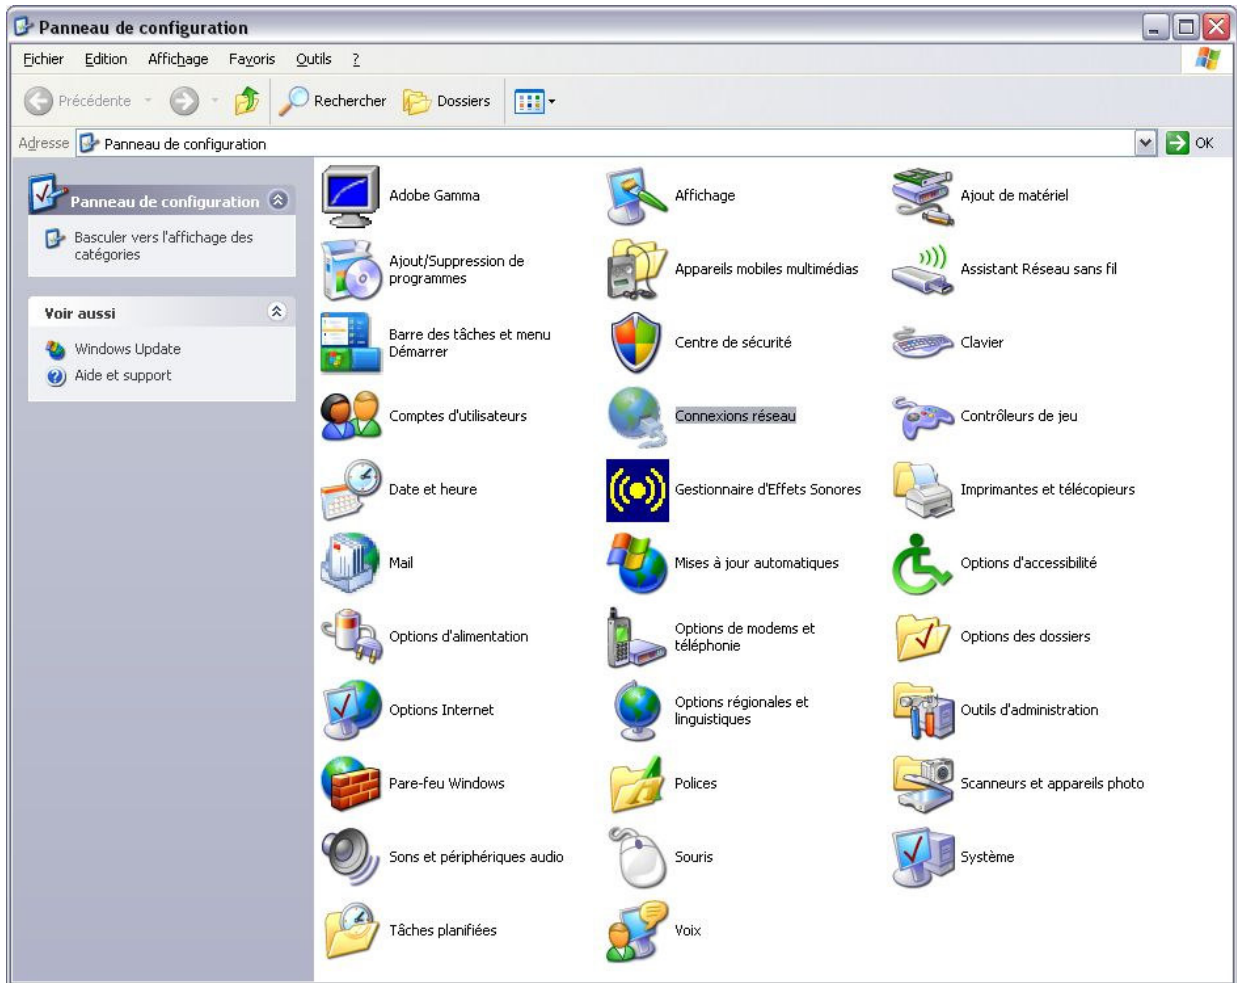 Panneau de configuration
Fichier Edition Affichage Favoris Outils ?
Précédente Rechercher Dossiers
Adresse Panneau de configuration OK
Panneau de configuration
Basculer vers l'affichage des
catégories
Voir aussi
Windows Update
Aide et support
Adobe Gamma
Affichage
Ajout de matériel
Ajout/Suppression de
programmes
Appareils mobiles multimédias
Assistant Réseau sans fil
Barre des tâches et menu
Démarrer
Centre de sécurité
Clavier
Comptes d'utilisateurs
Connexions réseau
Contrôleurs de jeu
Date et heure
Gestionnaire d'Effets Sonores
Imprimantes et télécopieurs
Mail
Mises à jour automatiques
Options d'accessibilité
Options d'alimentation
Options de modems et
téléphonie
Options des dossiers
Options Internet
Options régionales et
linguistiques
Outils d'administration
Pare-feu Windows
Polices
Scanneurs et appareils photo
Sons et périphériques audio
Souris
Système
Tâches planifiées
Voix